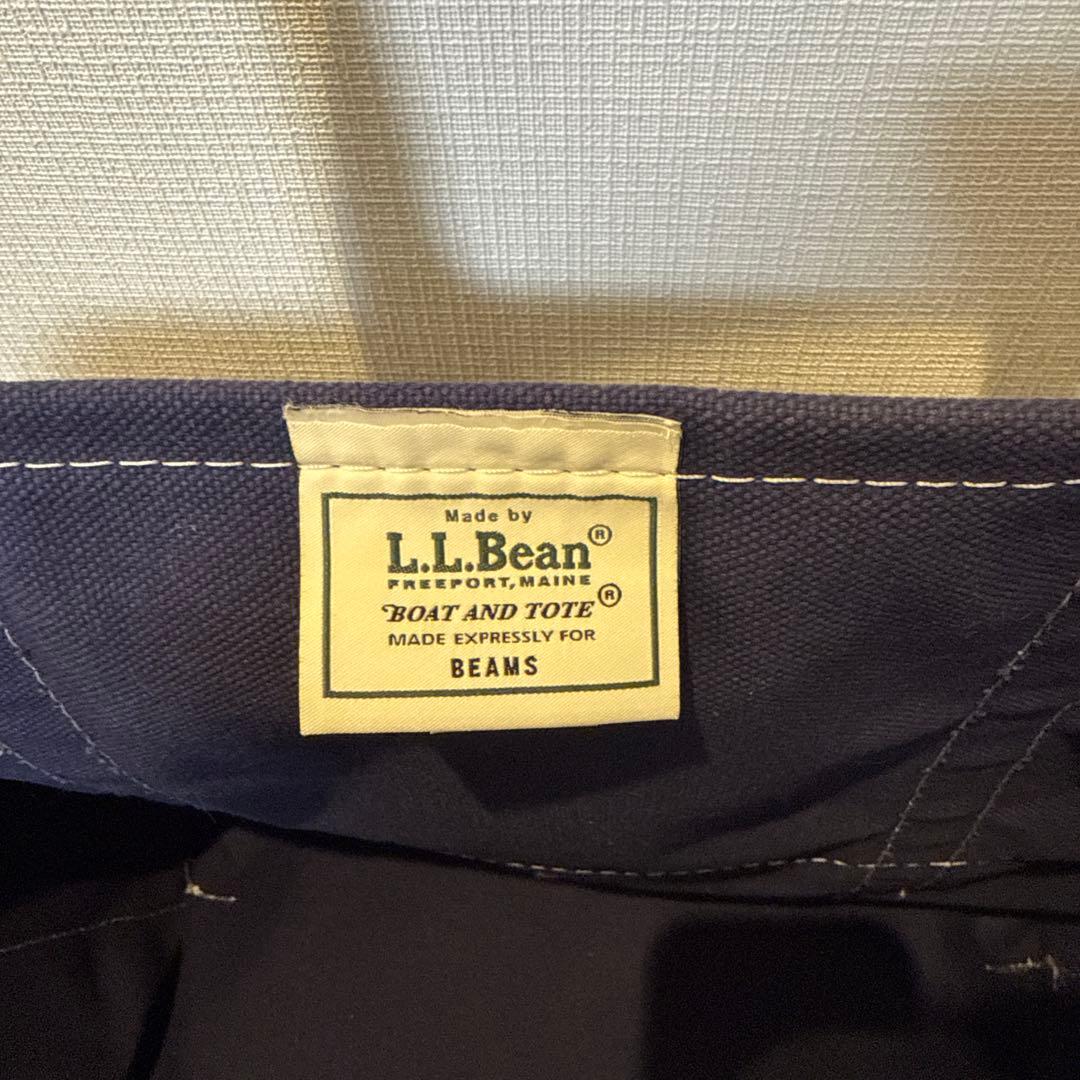 Made by
L.L.Bean®
FREEPORT, MAINE
BOAT AND TOTE®
MADE EXPRESSLY FOR
BEAMS